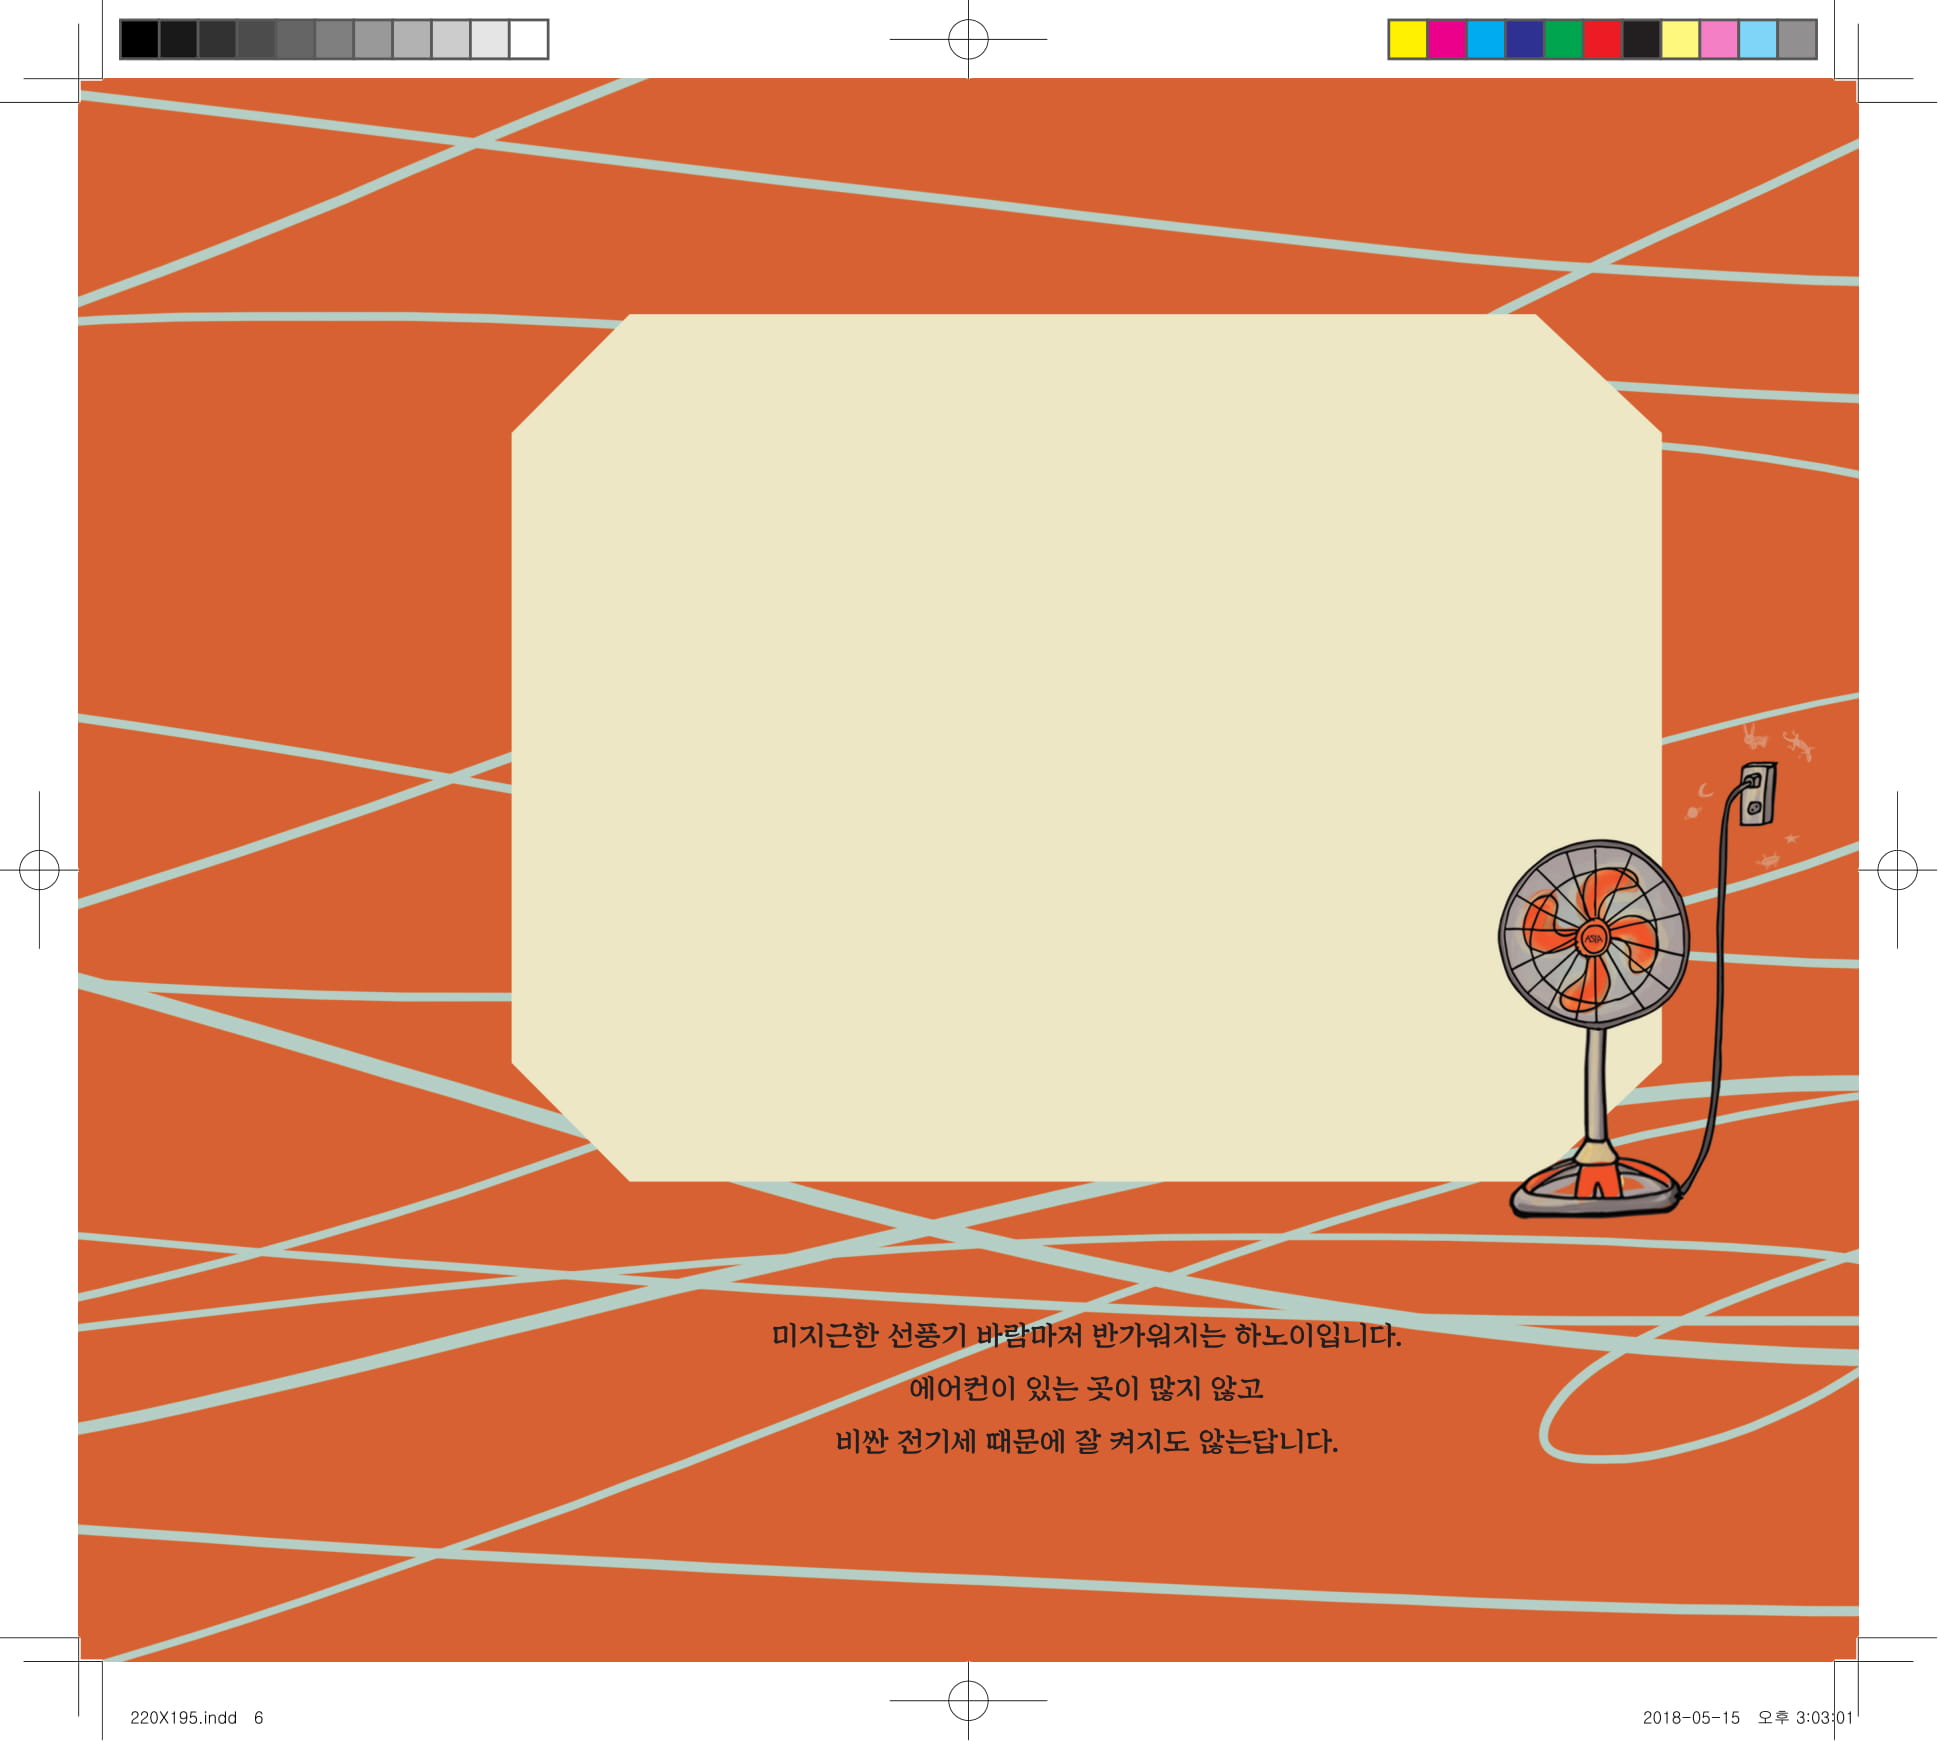 ASIA
미지근한 선풍기 바람마저 반가워지는 하노이입니다.
에어컨이 있는 곳이 많지 않고
비싼 전기세 때문에 잘 켜지도 않는답니다.
220X195.indd 6
2018-05-15 오후 3:03:01